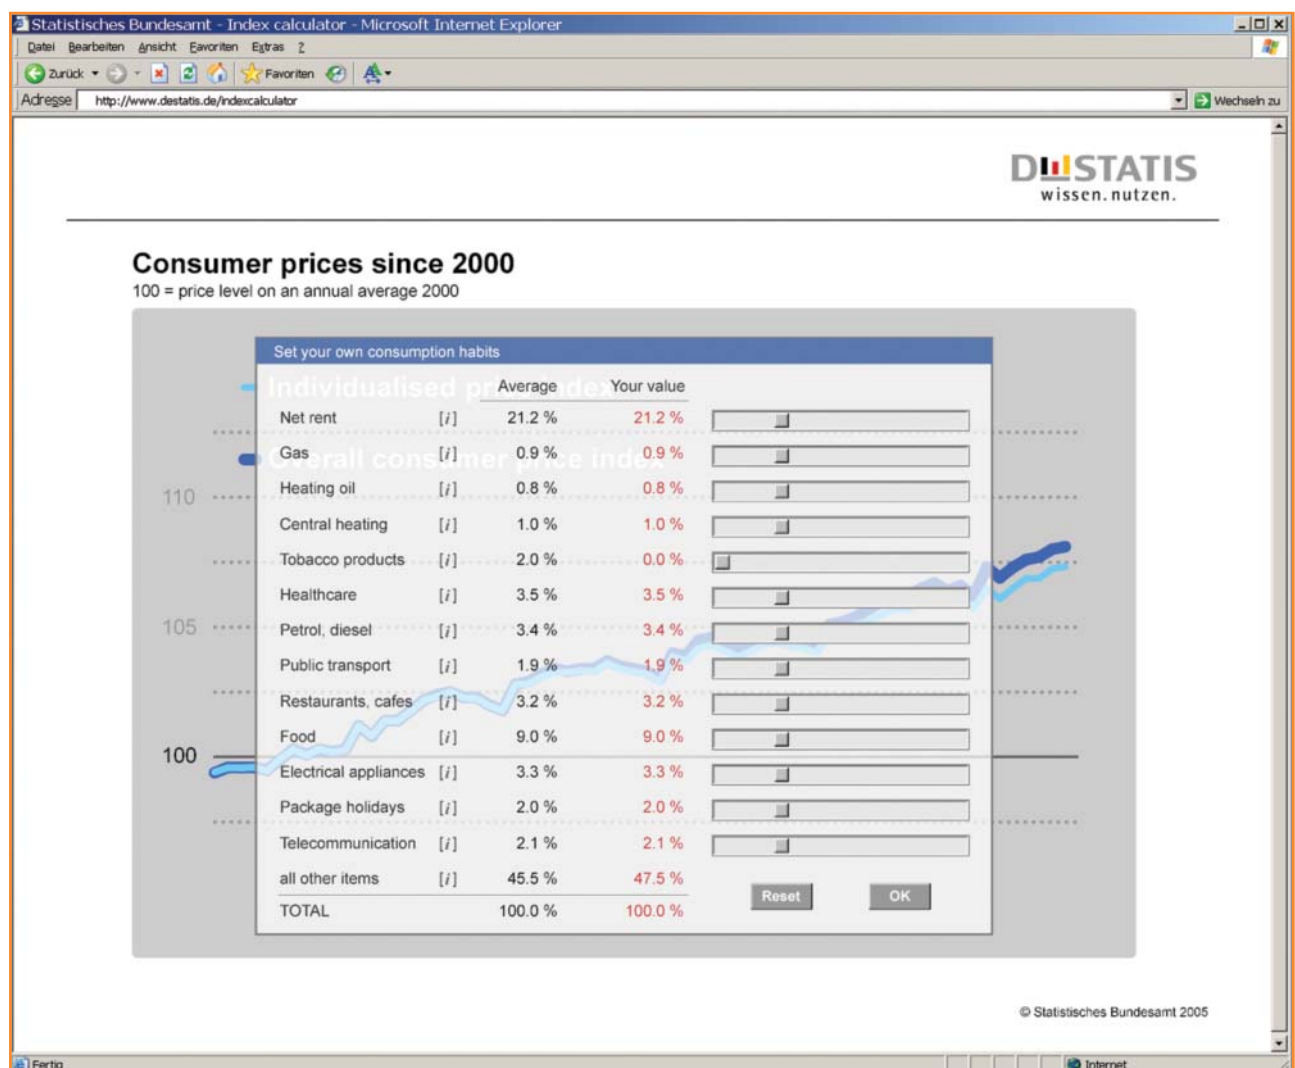 Statistisches Bundesamt - Index calculator - Microsoft Internet Explorer
Datei Bearbeiten Ansicht Favoriten Extras ?
Zurück Favoriten
Adresse http://www.destatis.de/indexcalculator Wechseln zu
DESTATIS
wissen.nutzen.
Consumer prices since 2000
100 = price level on an annual average 2000
Set your own consumption habits
Individualised price index
Average Your value
Net rent [i] 21.2 % 21.2 %
Overall consumer price index
Gas [i] 0.9 % 0.9 %
110
Heating oil [i] 0.8 % 0.8 %
Central heating [i] 1.0 % 1.0 %
Tobacco products [i] 2.0 % 0.0 %
Healthcare [i] 3.5 % 3.5 %
105
Petrol, diesel [i] 3.4 % 3.4 %
Public transport [i] 1.9 % 1.9 %
Restaurants, cafes [i] 3.2 % 3.2 %
Food [i] 9.0 % 9.0 %
100
Electrical appliances [i] 3.3 % 3.3 %
Package holidays [i] 2.0 % 2.0 %
Telecommunication [i] 2.1 % 2.1 %
all other items [i] 45.5 % 47.5 %
Reset OK
TOTAL 100.0 % 100.0 %
© Statistisches Bundesamt 2005
Fertig Internet